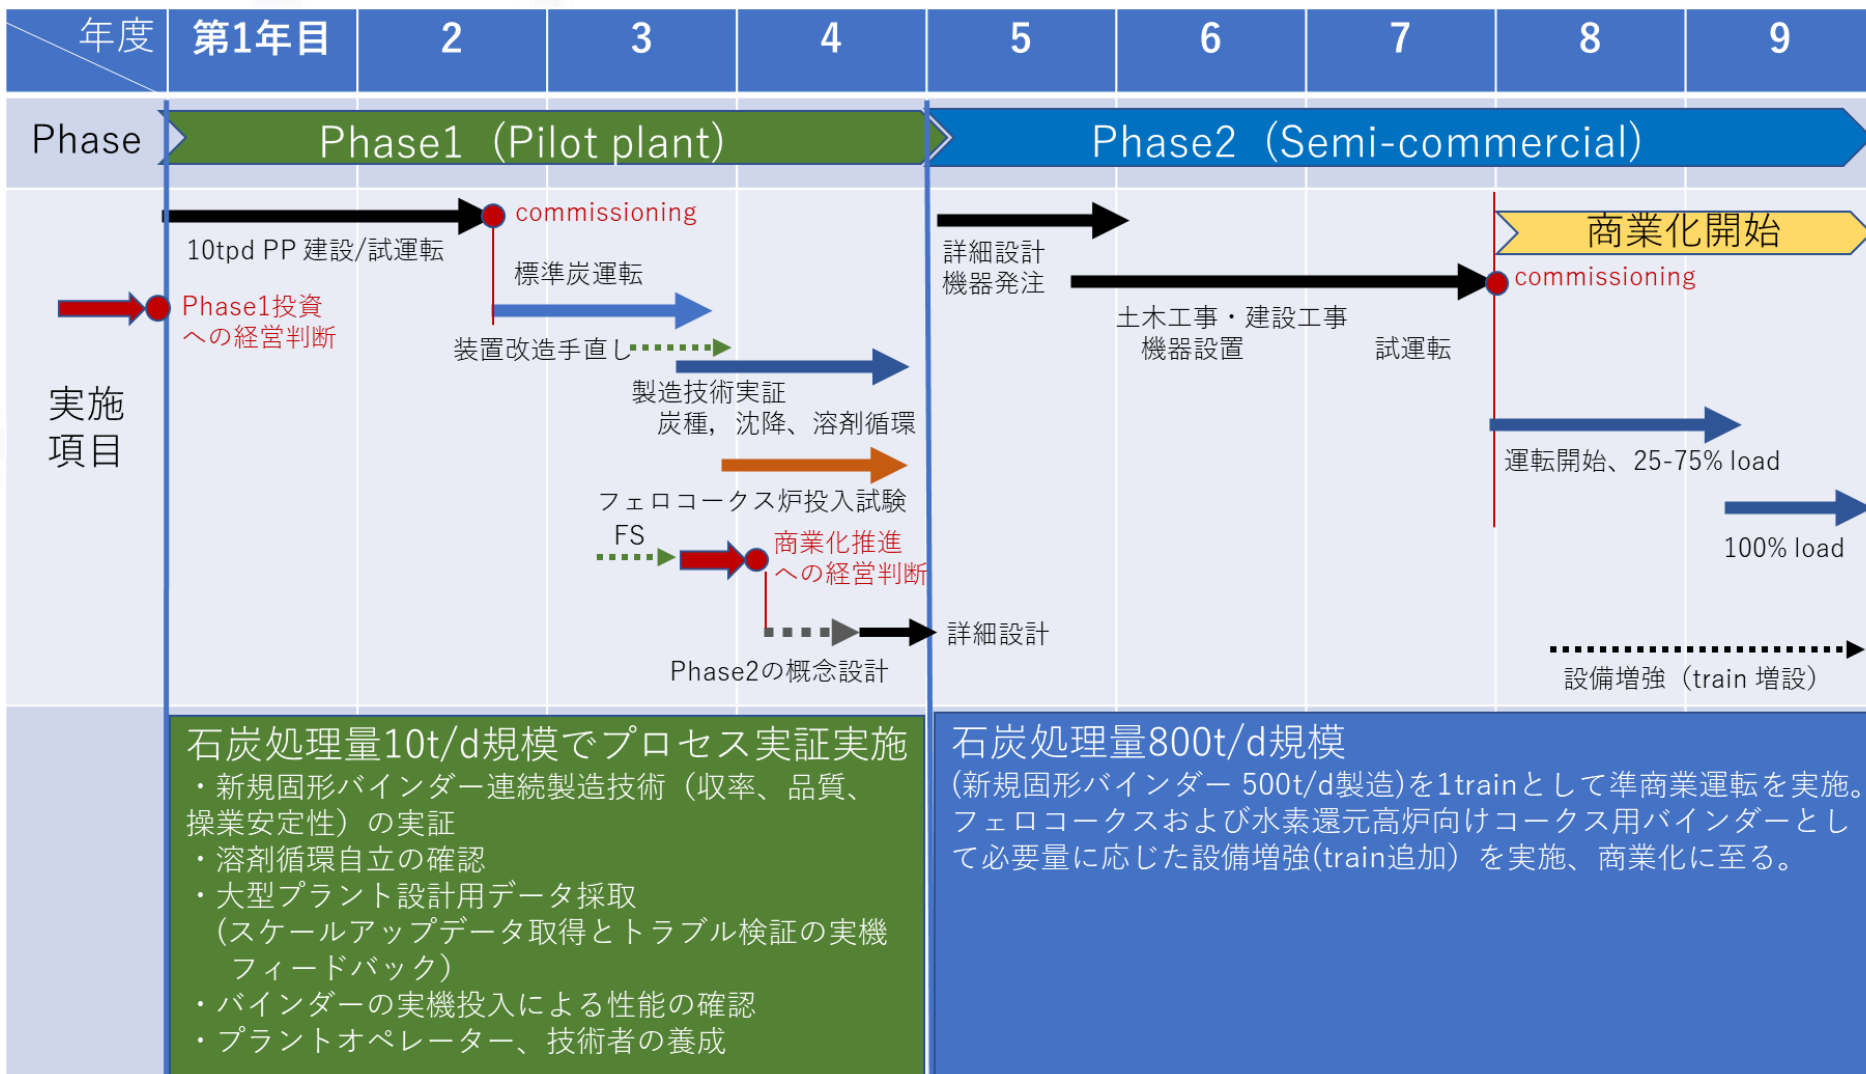 年度
第1年目 2 3 4 5 6 7 8 9
Phase
Phase1（Pilot plant）
Phase2（Semi-commercial）
実施
項目
commissioning
10tpd PP 建設/試運転
標準炭運転
Phase1投資
への経営判断
装置改造手直し
製造技術実証
炭種，沈降、溶剤循環
フェロコークス炉投入試験
FS
商業化推進
への経営判断
Phase2の概念設計
詳細設計
詳細設計
機器発注
土木工事・建設工事
機器設置
試運転
商業化開始
commissioning
運転開始、25-75% load
100% load
設備増強（train 増設）
石炭処理量10t/d規模でプロセス実証実施
・新規固形バインダー連続製造技術（収率、品質、
操業安定性）の実証
・溶剤循環自立の確認
・大型プラント設計用データ採取
(スケールアップデータ取得とトラブル検証の実機
フィードバック）
・バインダーの実機投入による性能の確認
・プラントオペレーター、技術者の養成
石炭処理量800t/d規模
(新規固形バインダー 500t/d製造)を1trainとして準商業運転を実施。
フェロコークスおよび水素還元高炉向けコークス用バインダーとし
て必要量に応じた設備増強(train追加）を実施、商業化に至る。